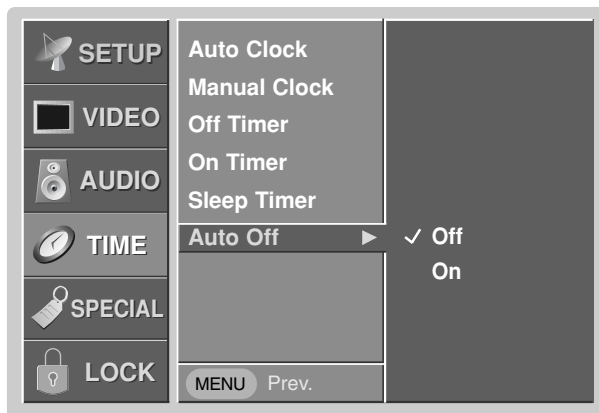 SETUP
VIDEO
AUDIO
TIME
SPECIAL
LOCK
Auto Clock
Manual Clock
Off Timer
On Timer
Sleep Timer
Auto Off ►
MENU Prev.
✓ Off
On